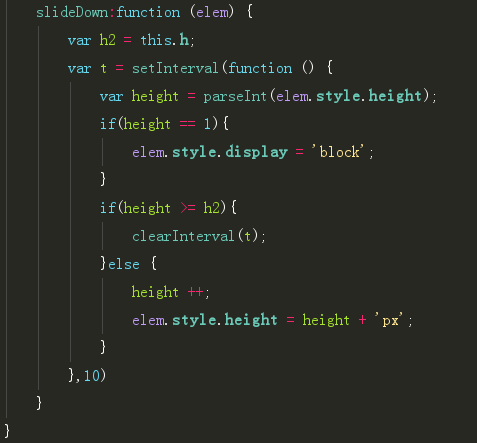 slideDown:function (elem) {
    var h2 = this.h;
    var t = setInterval(function () {
        var height = parseInt(elem.style.height);
        if(height == 1){
            elem.style.display = 'block';
        }
        if(height >= h2){
            clearInterval(t);
        }else {
            height ++;
            elem.style.height = height + 'px';
        }
    },10)
}
}